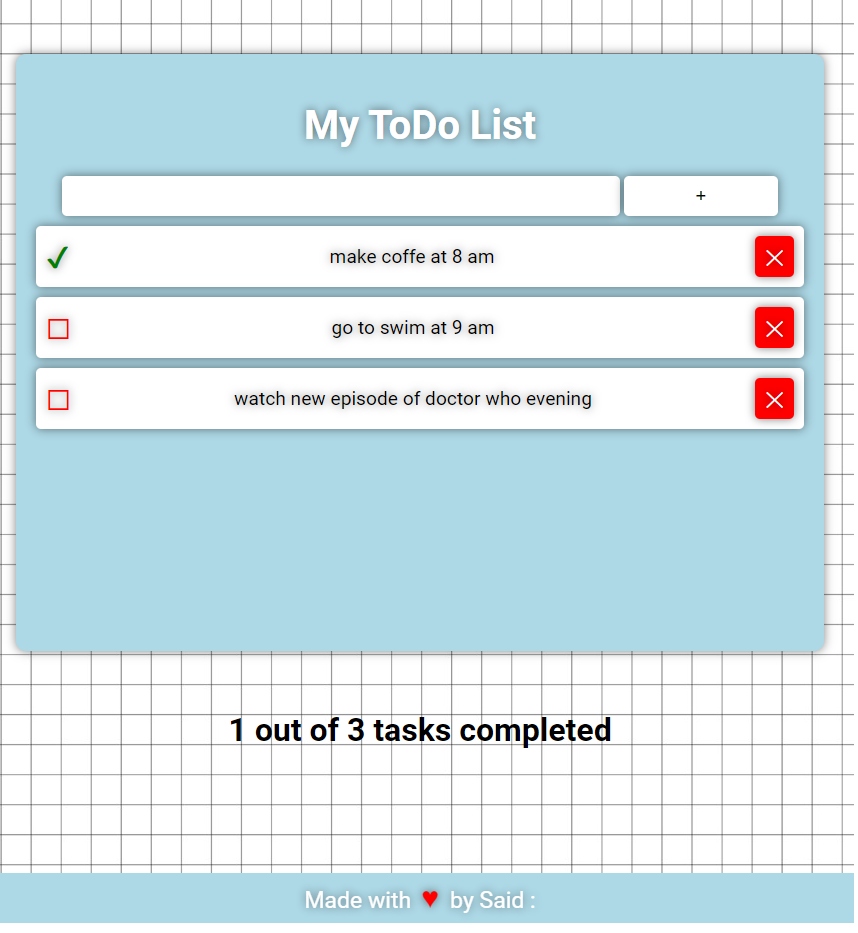 My ToDo List
+
make coffe at 8 am
go to swim at 9 am
watch new episode of doctor who evening
1 out of 3 tasks completed
Made with ♥ by Said :